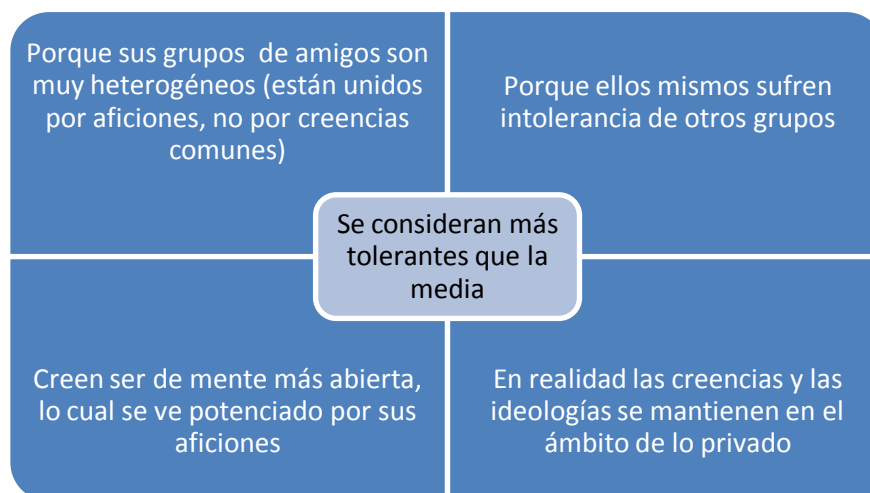 Porque sus grupos de amigos son
muy heterogéneos (están unidos
por aficiones, no por creencias
comunes)
Porque ellos mismos sufren
intolerancia de otros grupos
Se consideran más
tolerantes que la
media
Creen ser de mente más abierta,
lo cual se ve potenciado por sus
aficiones
En realidad las creencias y las
ideologías se mantienen en el
ámbito de lo privado